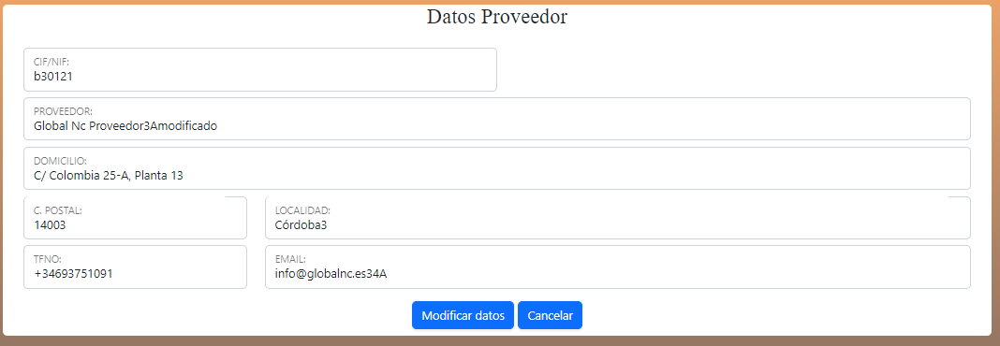 Datos Proveedor
CIF/NIF:
b30121
PROVEEDOR:
Global Nc Proveedor3Amodificado
DOMICILIO:
C/ Colombia 25-A, Planta 13
C. POSTAL:
14003
LOCALIDAD:
Córdoba3
TFNO:
+34693751091
EMAIL:
info@globalnc.es34A
Modificar datos
Cancelar